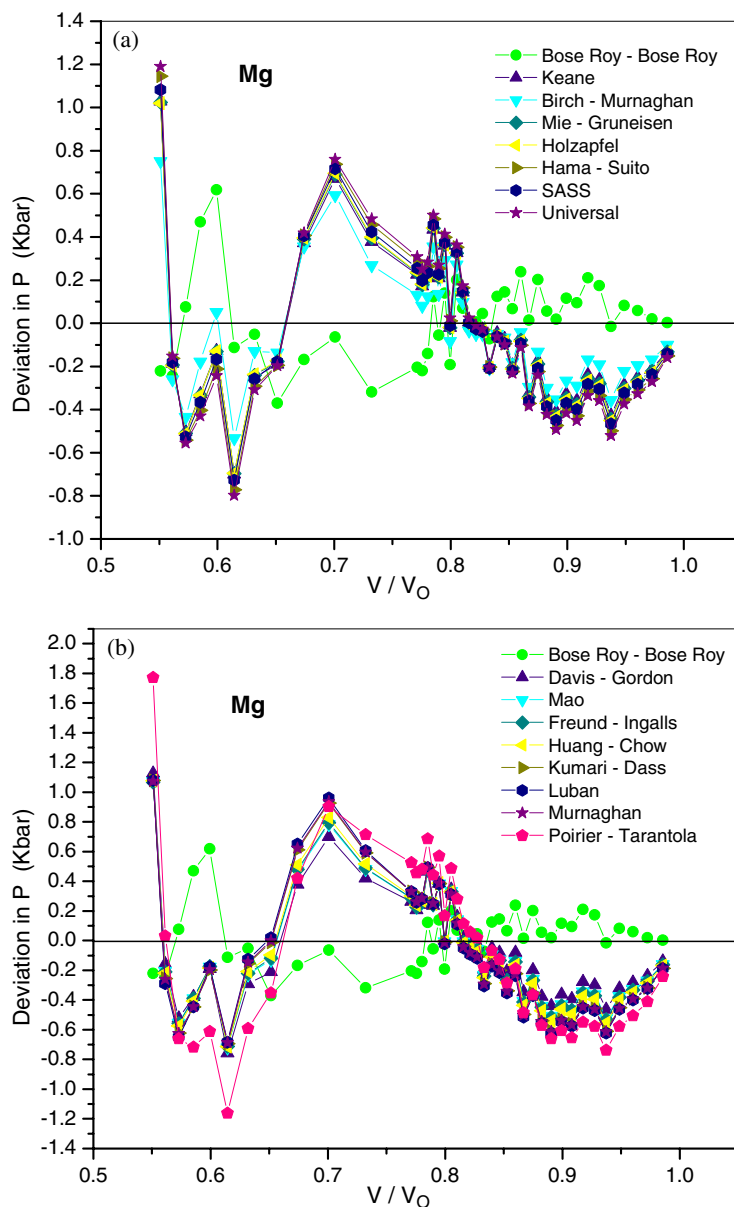 (a)
Mg
Bose Roy - Bose Roy
Keane
Birch - Murnaghan
Mie - Gruneisen
Holzapfel
Hama - Suito
SASS
Universal
Deviation in P (Kbar)
1.4
1.2
1.0
0.8
0.6
0.4
0.2
0.0
-0.2
-0.4
-0.6
-0.8
-1.0
0.5 0.6 0.7 0.8 0.9 1.0
V / VO
(b)
Mg
Bose Roy - Bose Roy
Davis - Gordon
Mao
Freund - Ingalls
Huang - Chow
Kumari - Dass
Luban
Murnaghan
Poirier - Tarantola
Deviation in P (Kbar)
2.0
1.8
1.6
1.4
1.2
1.0
0.8
0.6
0.4
0.2
0.0
-0.2
-0.4
-0.6
-0.8
-1.0
-1.2
-1.4
0.5 0.6 0.7 0.8 0.9 1.0
V / VO